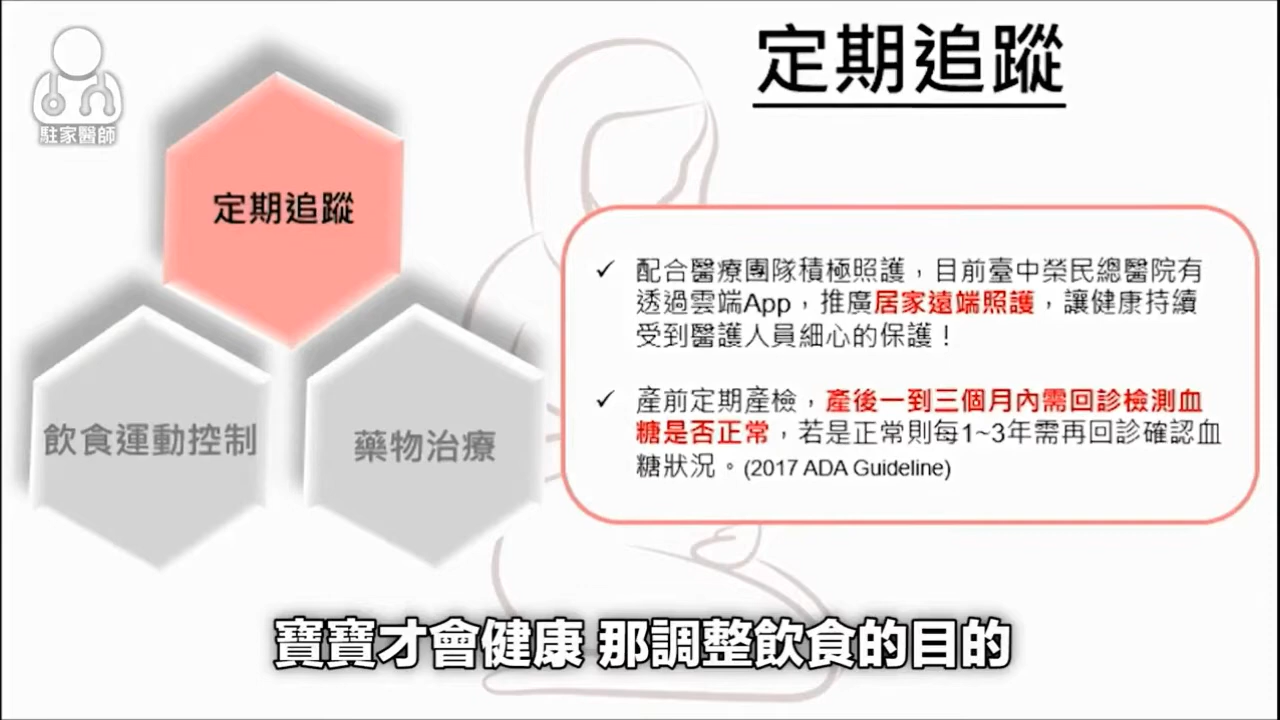 駐家醫師
定期追蹤
定期追蹤
飲食運動控制
藥物治療
✓ 配合醫療團隊積極照護，目前臺中榮民總醫院有
透過雲端App，推廣居家遠端照護，讓健康持續
受到醫護人員細心的保護！
✓ 產前定期產檢，產後一到三個月內需回診檢測血
糖是否正常，若是正常則每1~3年需再回診確認血
糖狀況。(2017 ADA Guideline)
寶寶才會健康 那調整飲食的目的